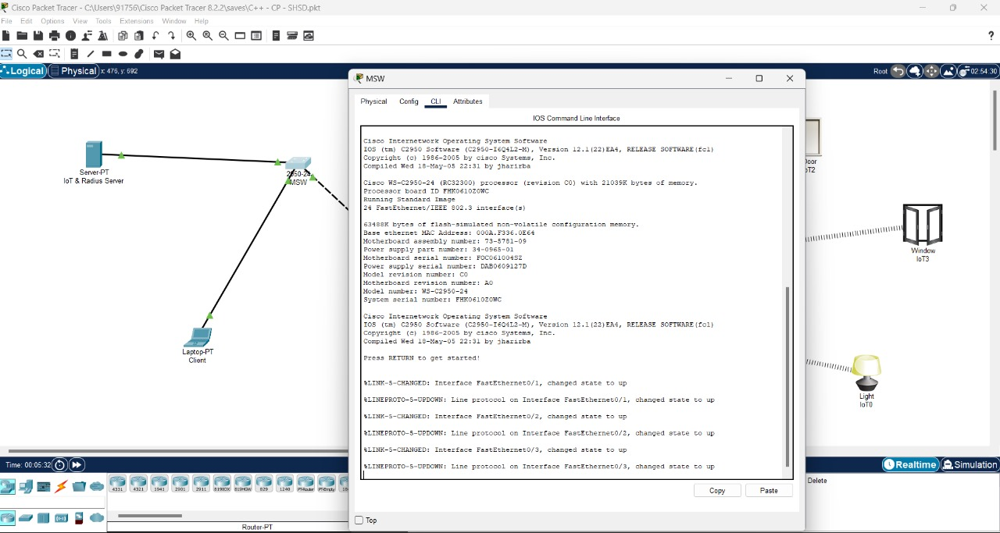 Cisco Packet Tracer - C:\Users\91756\Cisco Packet Tracer 8.2.2\saves\C++ - CP - SHSD.pkt
File Edit Options View Tools Extensions Window Help
?
Logical Physical x: 476, y: 692
Root 02:54:30
MSW
Physical Config CLI Attributes
IOS Command Line Interface
Cisco Internetwork Operating System Software
IOS (tm) C2950 Software (C2950-I6Q4L2-M), Version 12.1(22)EA4, RELEASE SOFTWARE(fc1)
Copyright (c) 1986-2005 by cisco Systems, Inc.
Compiled Wed 18-May-05 22:31 by jharirba
Cisco WS-C2950-24 (RC32300) processor (revision C0) with 21039K bytes of memory.
Processor board ID FHK0610Z0WC
Running Standard Image
24 FastEthernet/IEEE 802.3 interface(s)
63488K bytes of flash-simulated non-volatile configuration memory.
Base ethernet MAC Address: 000A.F336.0E64
Motherboard assembly number: 73-5781-09
Power supply part number: 34-0965-01
Motherboard serial number: FOC061004SZ
Power supply serial number: DAB0609127D
Model revision number: C0
Motherboard revision number: A0
Model number: WS-C2950-24
System serial number: FHK0610Z0WC
Cisco Internetwork Operating System Software
IOS (tm) C2950 Software (C2950-I6Q4L2-M), Version 12.1(22)EA4, RELEASE SOFTWARE(fc1)
Copyright (c) 1986-2005 by cisco Systems, Inc.
Compiled Wed 18-May-05 22:31 by jharirba
Press RETURN to get started!
%LINK-5-CHANGED: Interface FastEthernet0/1, changed state to up
%LINEPROTO-5-UPDOWN: Line protocol on Interface FastEthernet0/1, changed state to up
%LINK-5-CHANGED: Interface FastEthernet0/2, changed state to up
%LINEPROTO-5-UPDOWN: Line protocol on Interface FastEthernet0/2, changed state to up
%LINK-5-CHANGED: Interface FastEthernet0/3, changed state to up
%LINEPROTO-5-UPDOWN: Line protocol on Interface FastEthernet0/3, changed state to up
Copy Paste
Top
Server-PT
IoT & Radius Server
2950-24
MSW
Laptop-PT
Client
Window
IoT3
Light
IoT0
Time: 00:05:32
Realtime Simulation
4331 4321 1941 2901 2911 819IOX 819HGW 829 1240 PT-Router PT-Empty
Delete
Router-PT